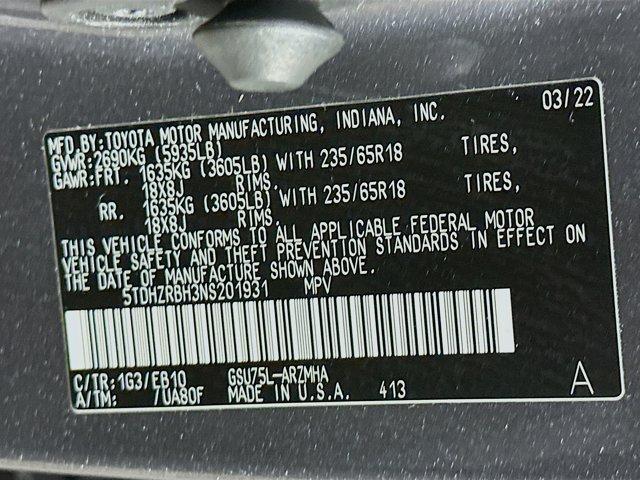 03/22
MFD.BY:TOYOTA MOTOR MANUFACTURING, INDIANA, INC.
GVWR:2690KG (5935LB)
GAWR:FRT. 1635KG (3605LB) WITH 235/65R18 TIRES,
18X8J RIMS.
RR. 1635KG (3605LB) WITH 235/65R18 TIRES,
18X8J RIMS.
THIS VEHICLE CONFORMS TO ALL APPLICABLE FEDERAL MOTOR
VEHICLE SAFETY AND THEFT PREVENTION STANDARDS IN EFFECT ON
THE DATE OF MANUFACTURE SHOWN ABOVE.
5TDHZRBH3NS201931 MPV
C/TR:1G3/EB10 GSU75L-ARZMHA
A/TM: 7UA80F MADE IN U.S.A. 413 A